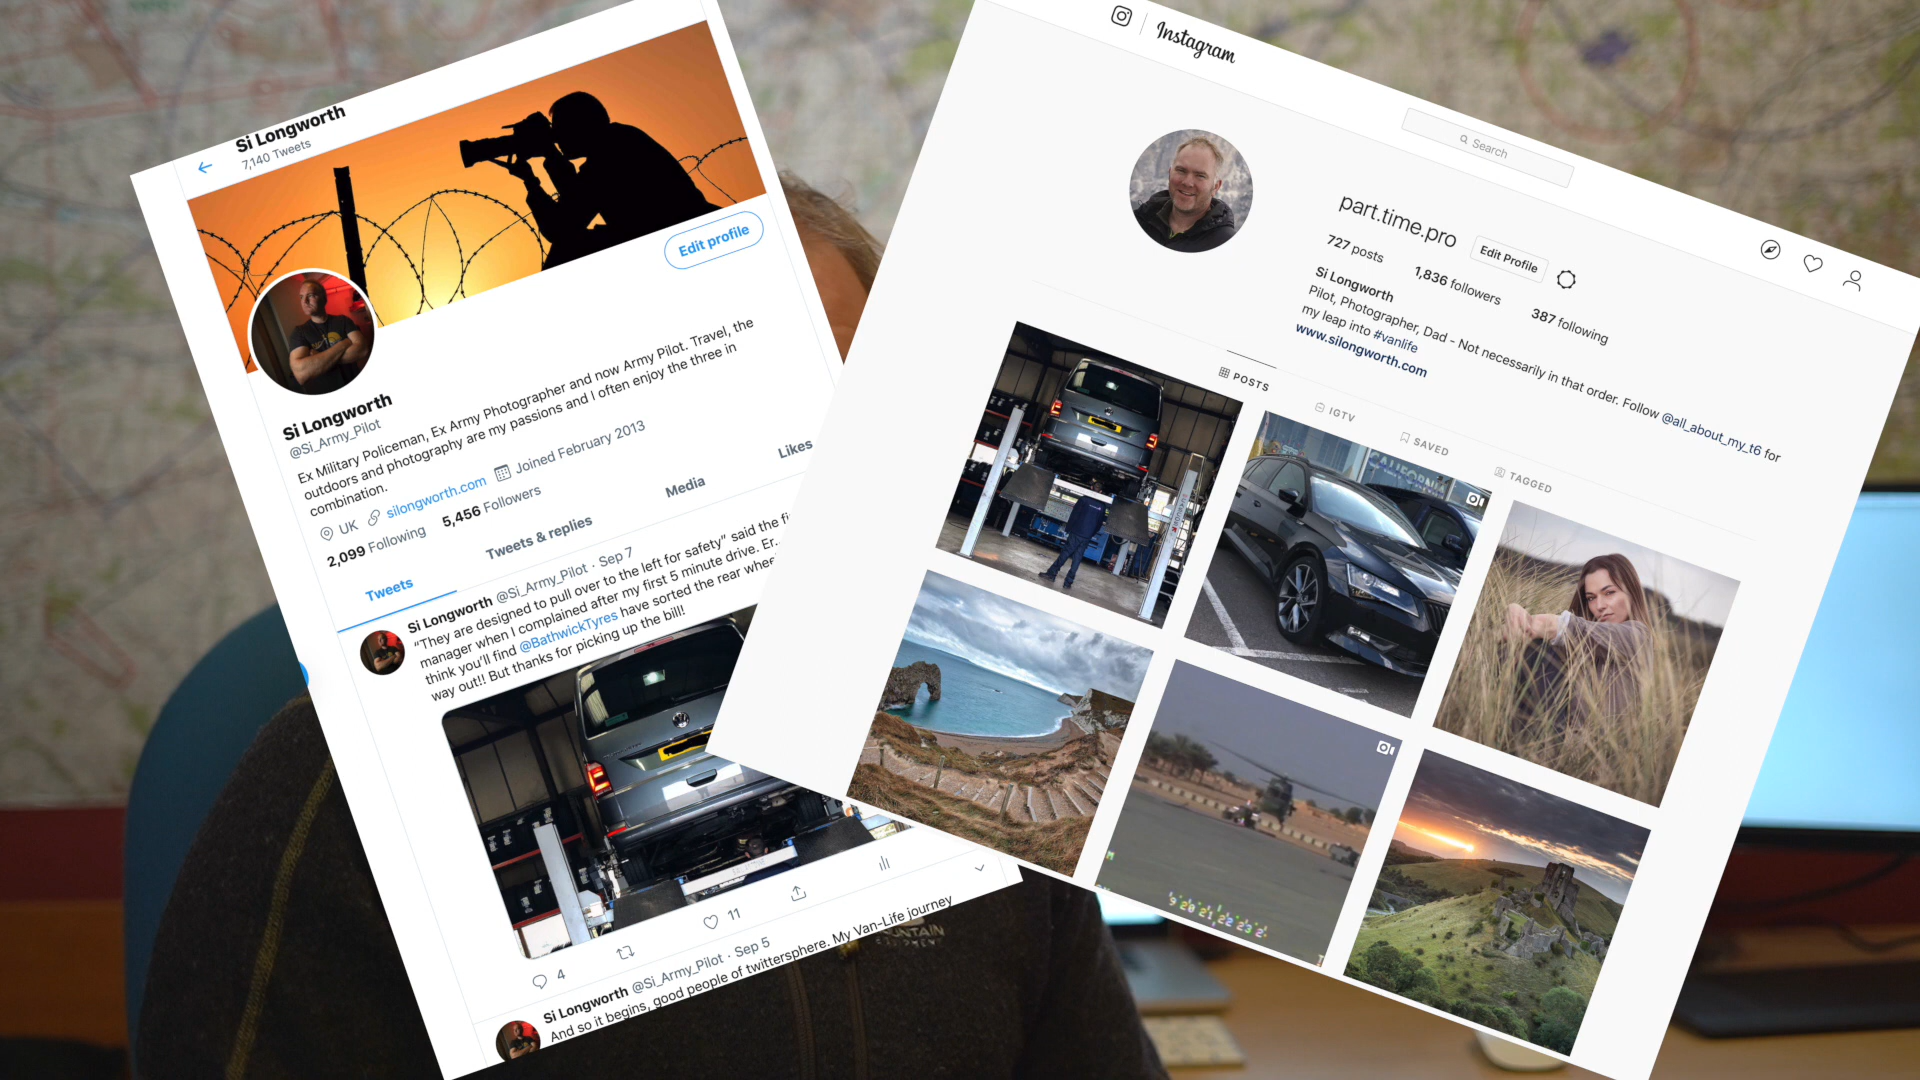 Si Longworth
7,140 Tweets
Edit profile
Si Longworth
@Si_Army_Pilot
Ex Military Policeman, Ex Army Photographer and now Army Pilot. Travel, the
outdoors and photography are my passions and I often enjoy the three in
combination.
UK silongworth.com Joined February 2013
2,099 Following 5,456 Followers
Tweets Tweets & replies Media Likes
Si Longworth @Si_Army_Pilot · Sep 7
"They are designed to pull over to the left for safety" said the
manager when I complained after my first 5 minute drive. Er..
think you'll find @BathwickTyres have sorted the rear
way out!! But thanks for picking up the bill!
4 11
Si Longworth @Si_Army_Pilot · Sep 5
And so it begins, good people of twittersphere. My Van-Life journey
Instagram
Search
part.time.pro Edit Profile
727 posts 1,836 followers 387 following
Si Longworth
Pilot, Photographer, Dad - Not necessarily in that order. Follow @all_about_my_t6 for
my leap into #vanlife
www.silongworth.com
POSTS IGTV SAVED TAGGED
CALIFORNIA